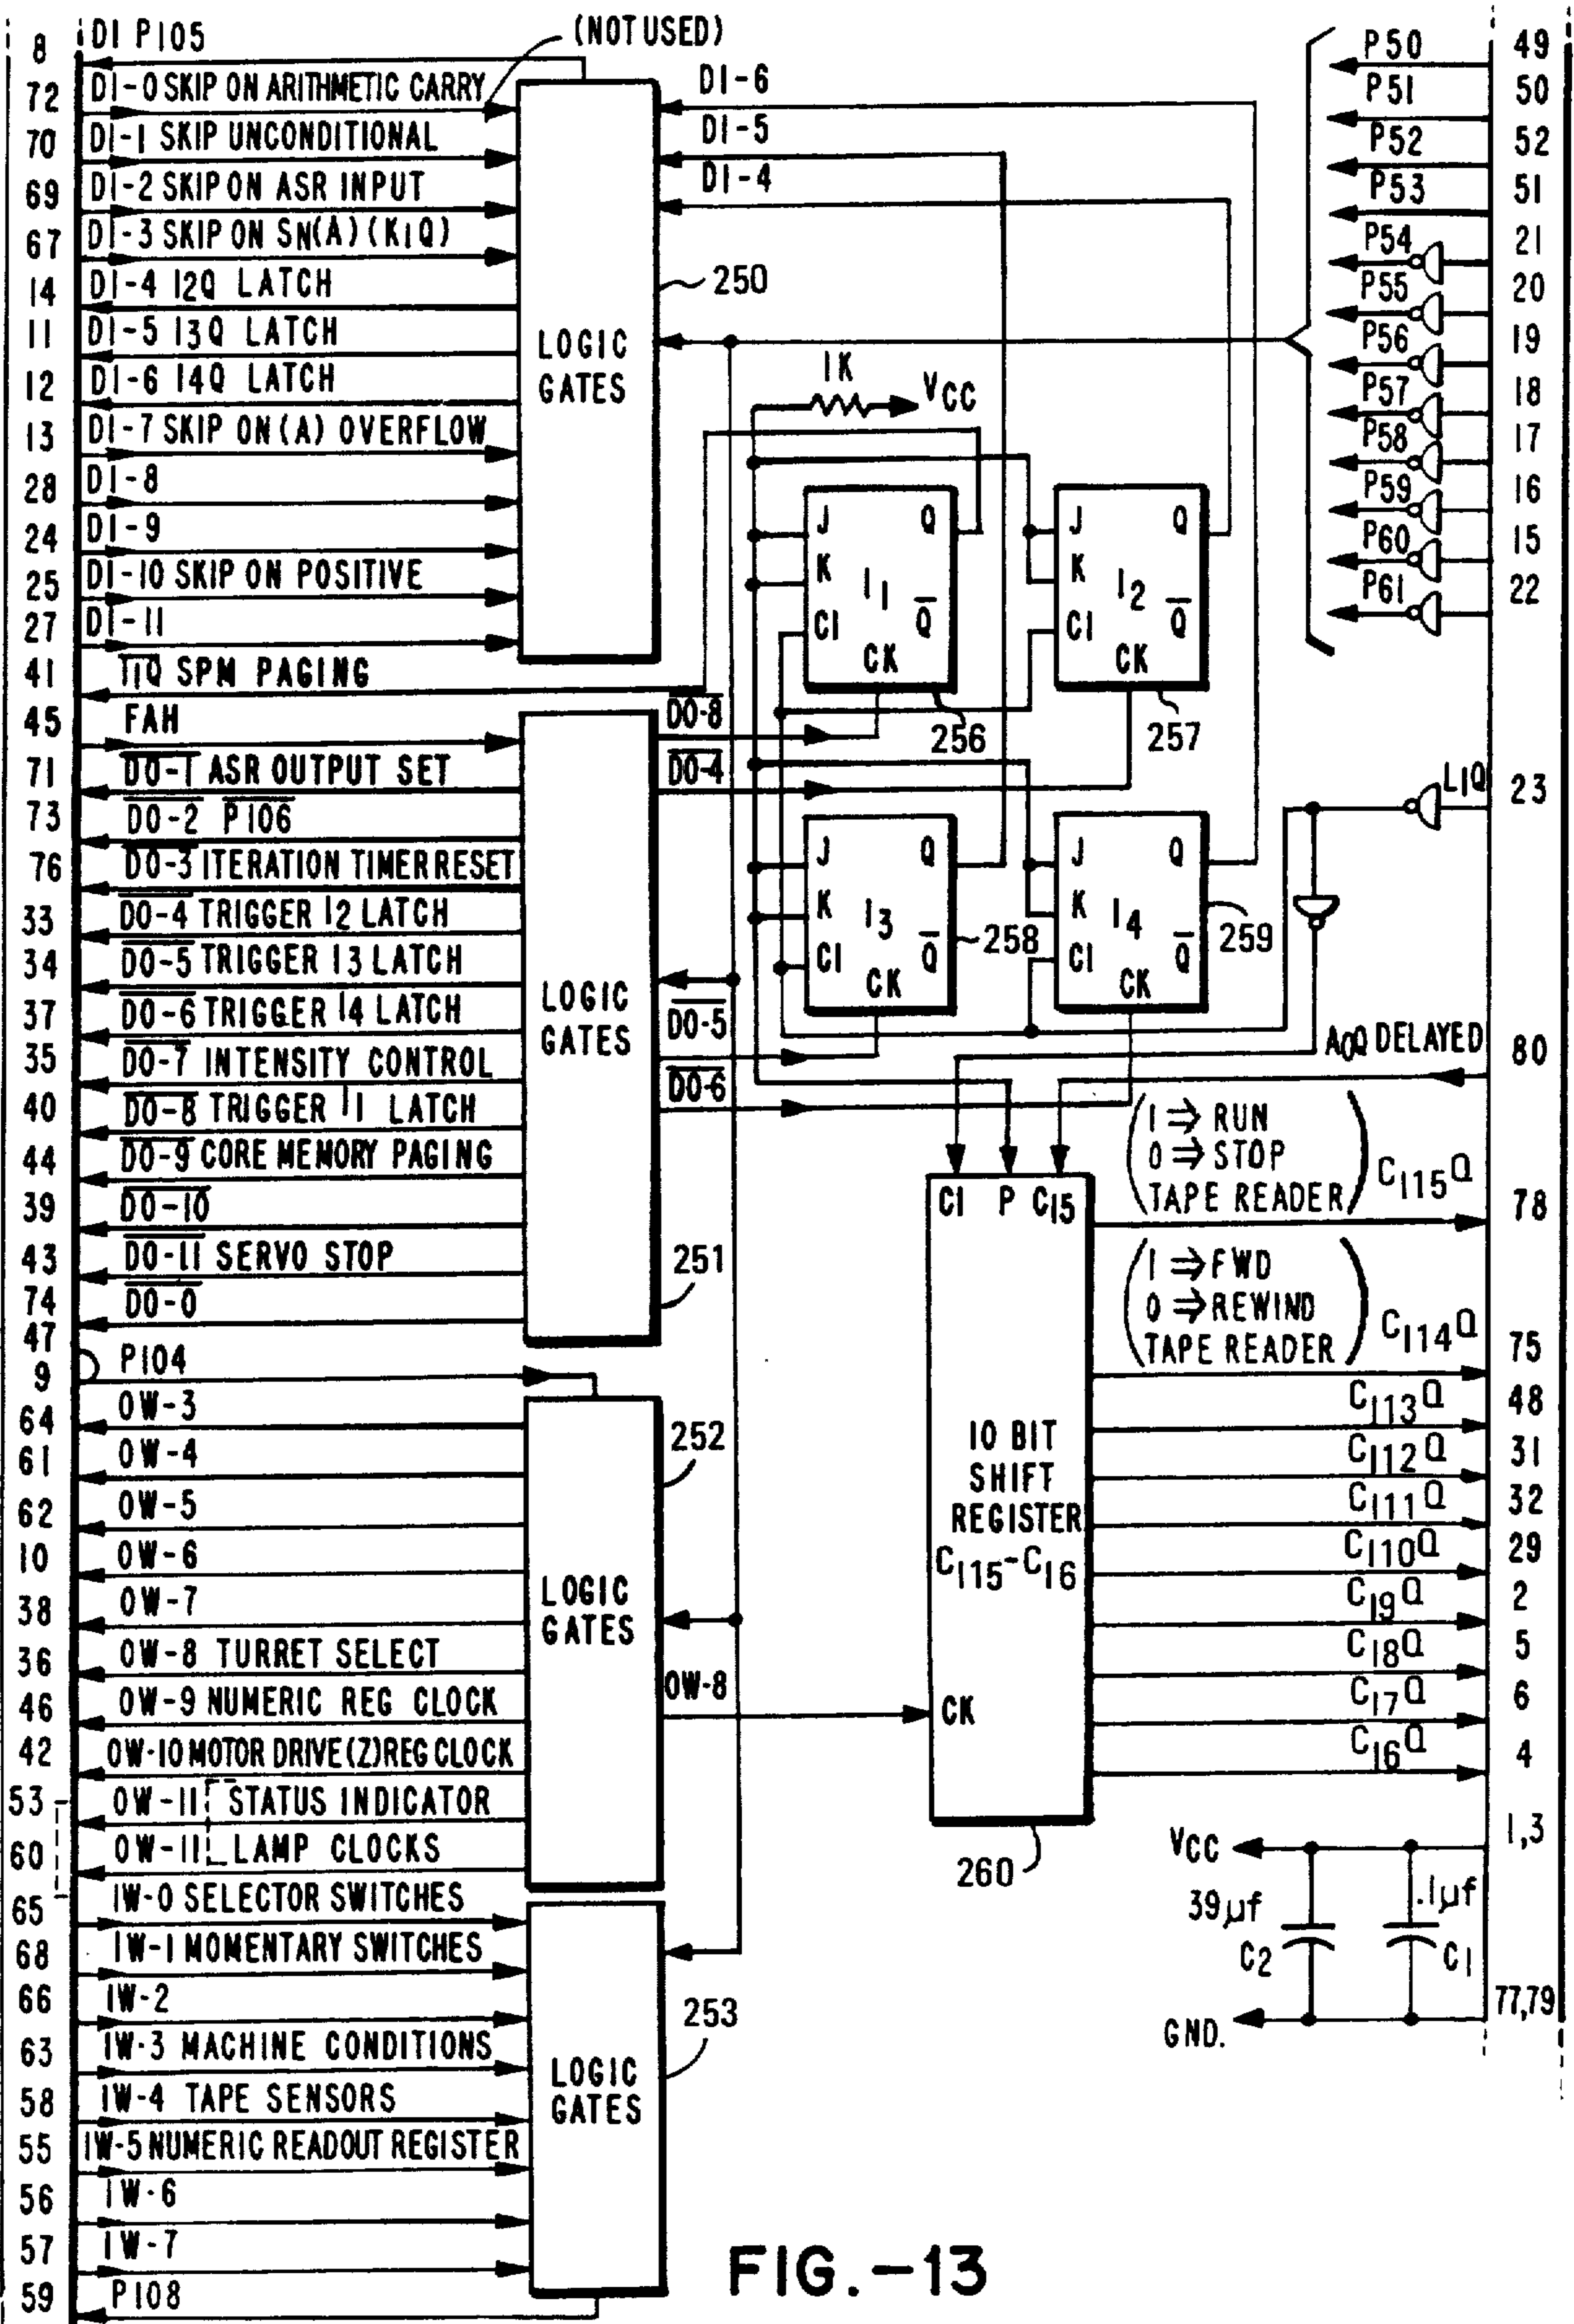 8 DI P105
(NOT USED)
72 DI-0 SKIP ON ARITHMETIC CARRY
70 DI-1 SKIP UNCONDITIONAL
69 DI-2 SKIP ON ASR INPUT
67 DI-3 SKIP ON SN(A)(K1Q)
14 DI-4 I2Q LATCH
11 DI-5 I3Q LATCH
12 DI-6 I4Q LATCH
13 DI-7 SKIP ON (A) OVERFLOW
28 DI-8
24 DI-9
25 DI-10 SKIP ON POSITIVE
27 DI-11
LOGIC
GATES
250
DI-6
DI-5
DI-4
41 I1Q SPM PAGING
45 FAH
71 DO-1 ASR OUTPUT SET
73 DO-2 P106
76 DO-3 ITERATION TIMER RESET
33 DO-4 TRIGGER I2 LATCH
34 DO-5 TRIGGER I3 LATCH
37 DO-6 TRIGGER I4 LATCH
35 DO-7 INTENSITY CONTROL
40 DO-8 TRIGGER I1 LATCH
44 DO-9 CORE MEMORY PAGING
39 DO-10
43 DO-11 SERVO STOP
74 DO-0
47
LOGIC
GATES
251
DO-8
DO-4
DO-5
DO-6
9 P104
64 OW-3
61 OW-4
62 OW-5
10 OW-6
38 OW-7
36 OW-8 TURRET SELECT
46 OW-9 NUMERIC REG CLOCK
42 OW-10 MOTOR DRIVE (Z) REG CLOCK
53 OW-11 STATUS INDICATOR
60 OW-11 LAMP CLOCKS
LOGIC
GATES
252
OW-8
65 IW-0 SELECTOR SWITCHES
68 IW-1 MOMENTARY SWITCHES
66 IW-2
63 IW-3 MACHINE CONDITIONS
58 IW-4 TAPE SENSORS
55 IW-5 NUMERIC READOUT REGISTER
56 IW-6
57 IW-7
59 P108
LOGIC
GATES
253
1K
VCC
J Q
K I1 Q
CI
CK
256
J Q
K I2 Q
CI
CK
257
J Q
K I3 Q
CI
CK
258
J Q
K I4 Q
CI
CK
259
P50 49
P51 50
P52 52
P53 51
P54 21
P55 20
P56 19
P57 18
P58 17
P59 16
P60 15
P61 22
L1Q 23
A0Q DELAYED 80
(1 ⇒ RUN
0 ⇒ STOP
TAPE READER) CI15Q 78
(1 ⇒ FWD
0 ⇒ REWIND
TAPE READER) CI14Q 75
CI13Q 48
CI12Q 31
CI11Q 32
CI10Q 29
CI9Q 2
CI8Q 5
CI7Q 6
CI6Q 4
CI P CI5
10 BIT
SHIFT
REGISTER
CI15-CI6
CK
260
VCC 1,3
39µf .1µf
C2 C1
GND. 77,79
FIG.-13